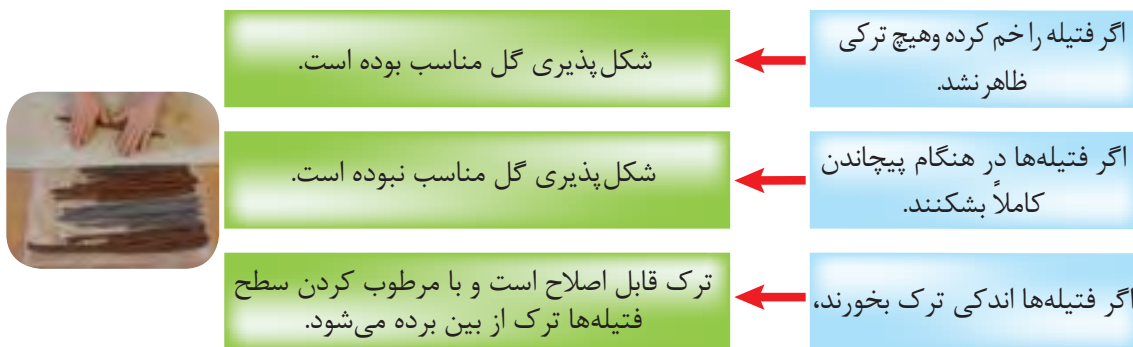 اگر فتیله را خم کرده وهیچ ترکی
ظاهرنشد.
شکل‌پذیری گل مناسب بوده است.
اگر فتیله‌ها در هنگام پیچاندن
کاملاً بشکنند.
شکل‌پذیری گل مناسب نبوده است.
اگر فتیله‌ها اندکی ترک بخورند،
ترک قابل اصلاح است و با مرطوب کردن سطح
فتیله‌ها ترک از بین برده می‌شود.